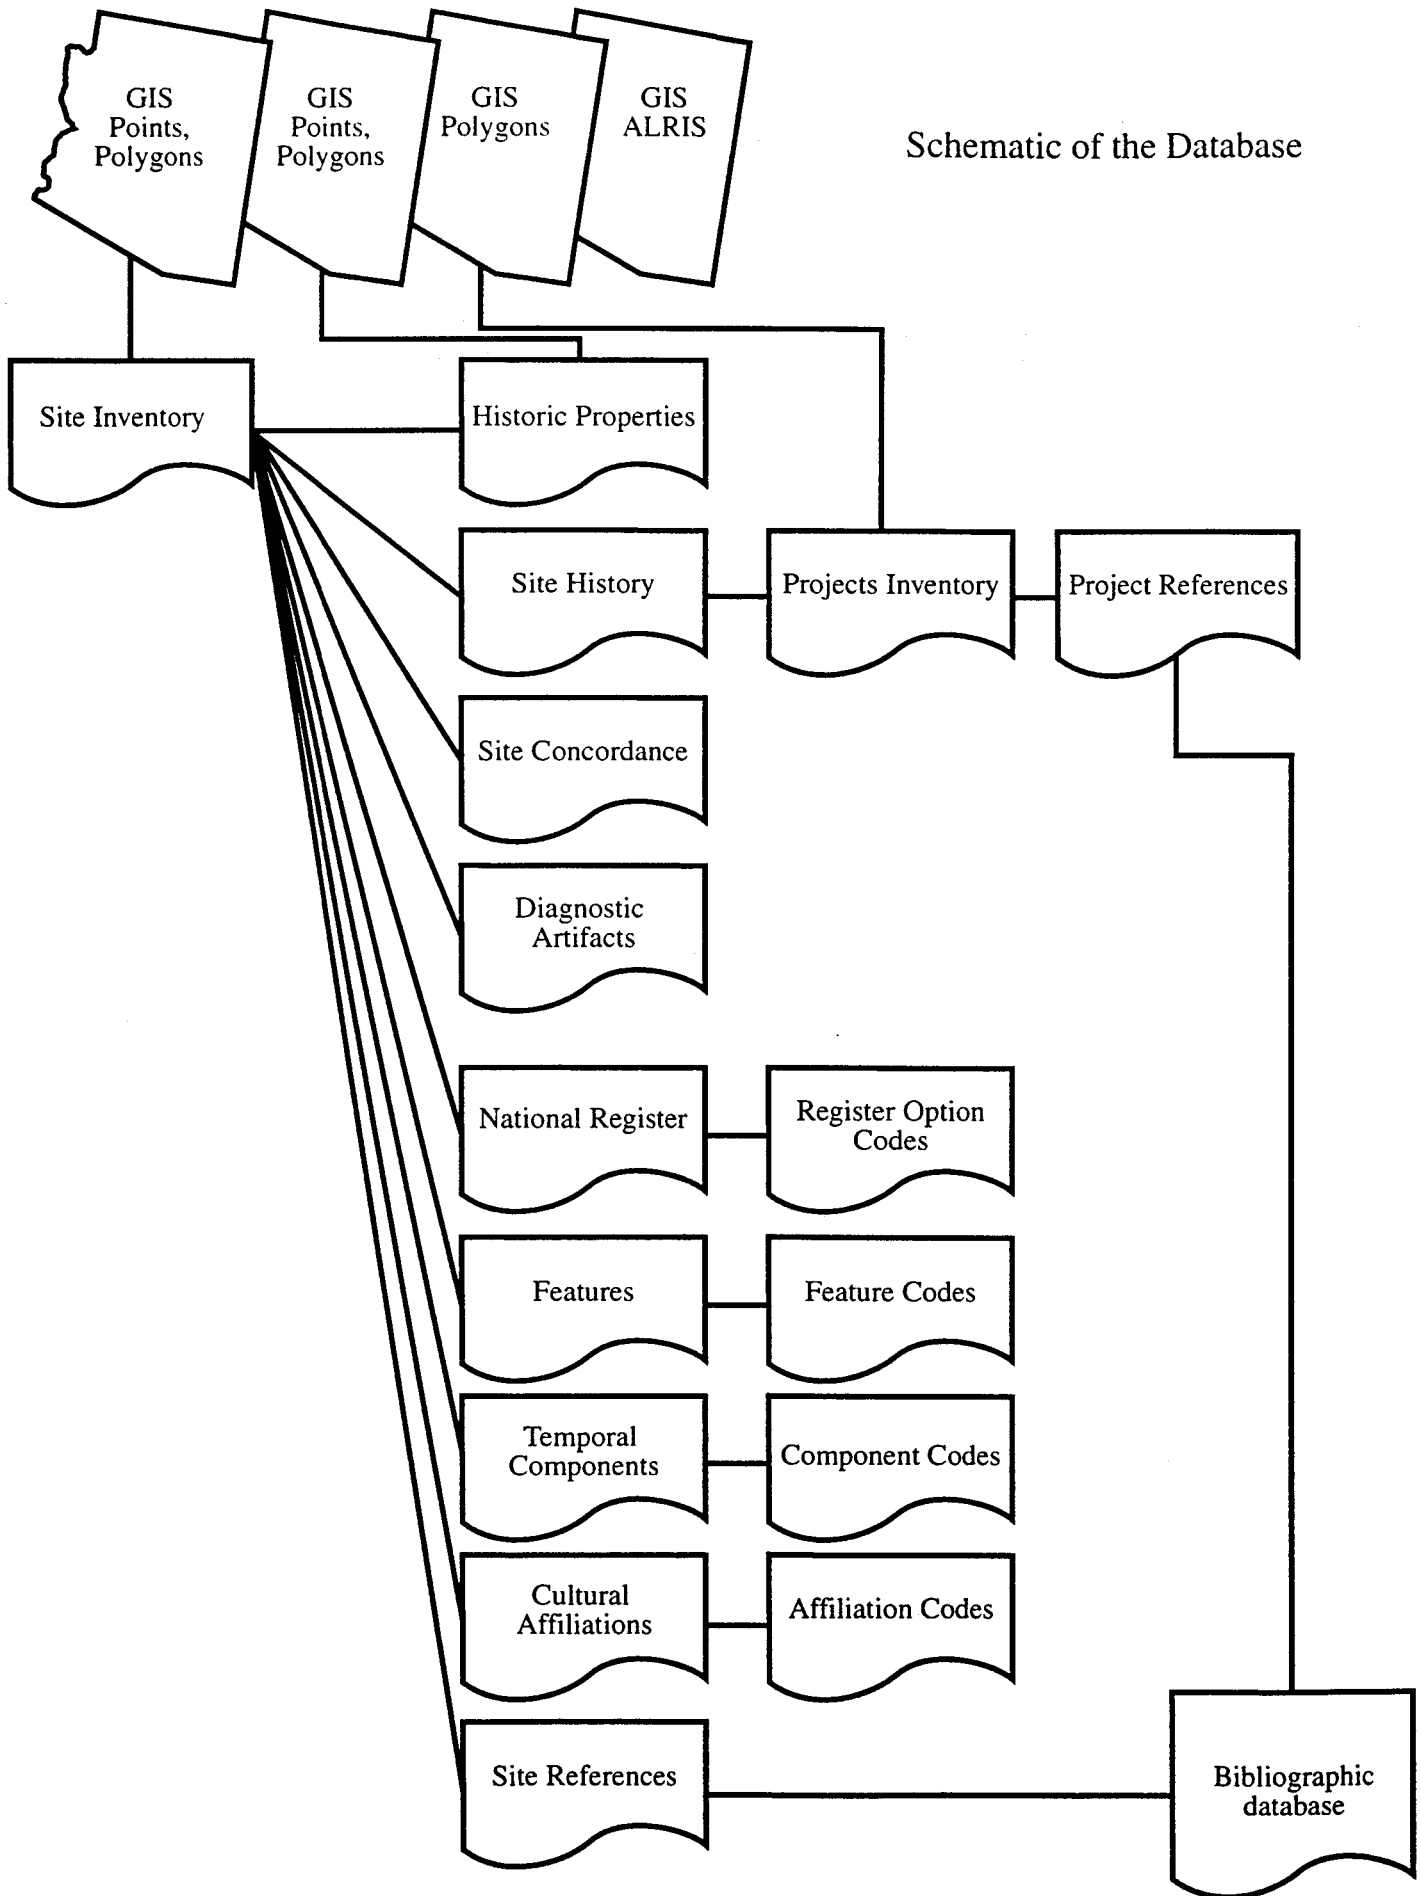 GIS
Points,
Polygons
GIS
Points,
Polygons
GIS
Polygons
GIS
ALRIS
Schematic of the Database
Site Inventory
Historic Properties
Site History
Projects Inventory
Project References
Site Concordance
Diagnostic
Artifacts
National Register
Register Option
Codes
Features
Feature Codes
Temporal
Components
Component Codes
Cultural
Affiliations
Affiliation Codes
Site References
Bibliographic
database